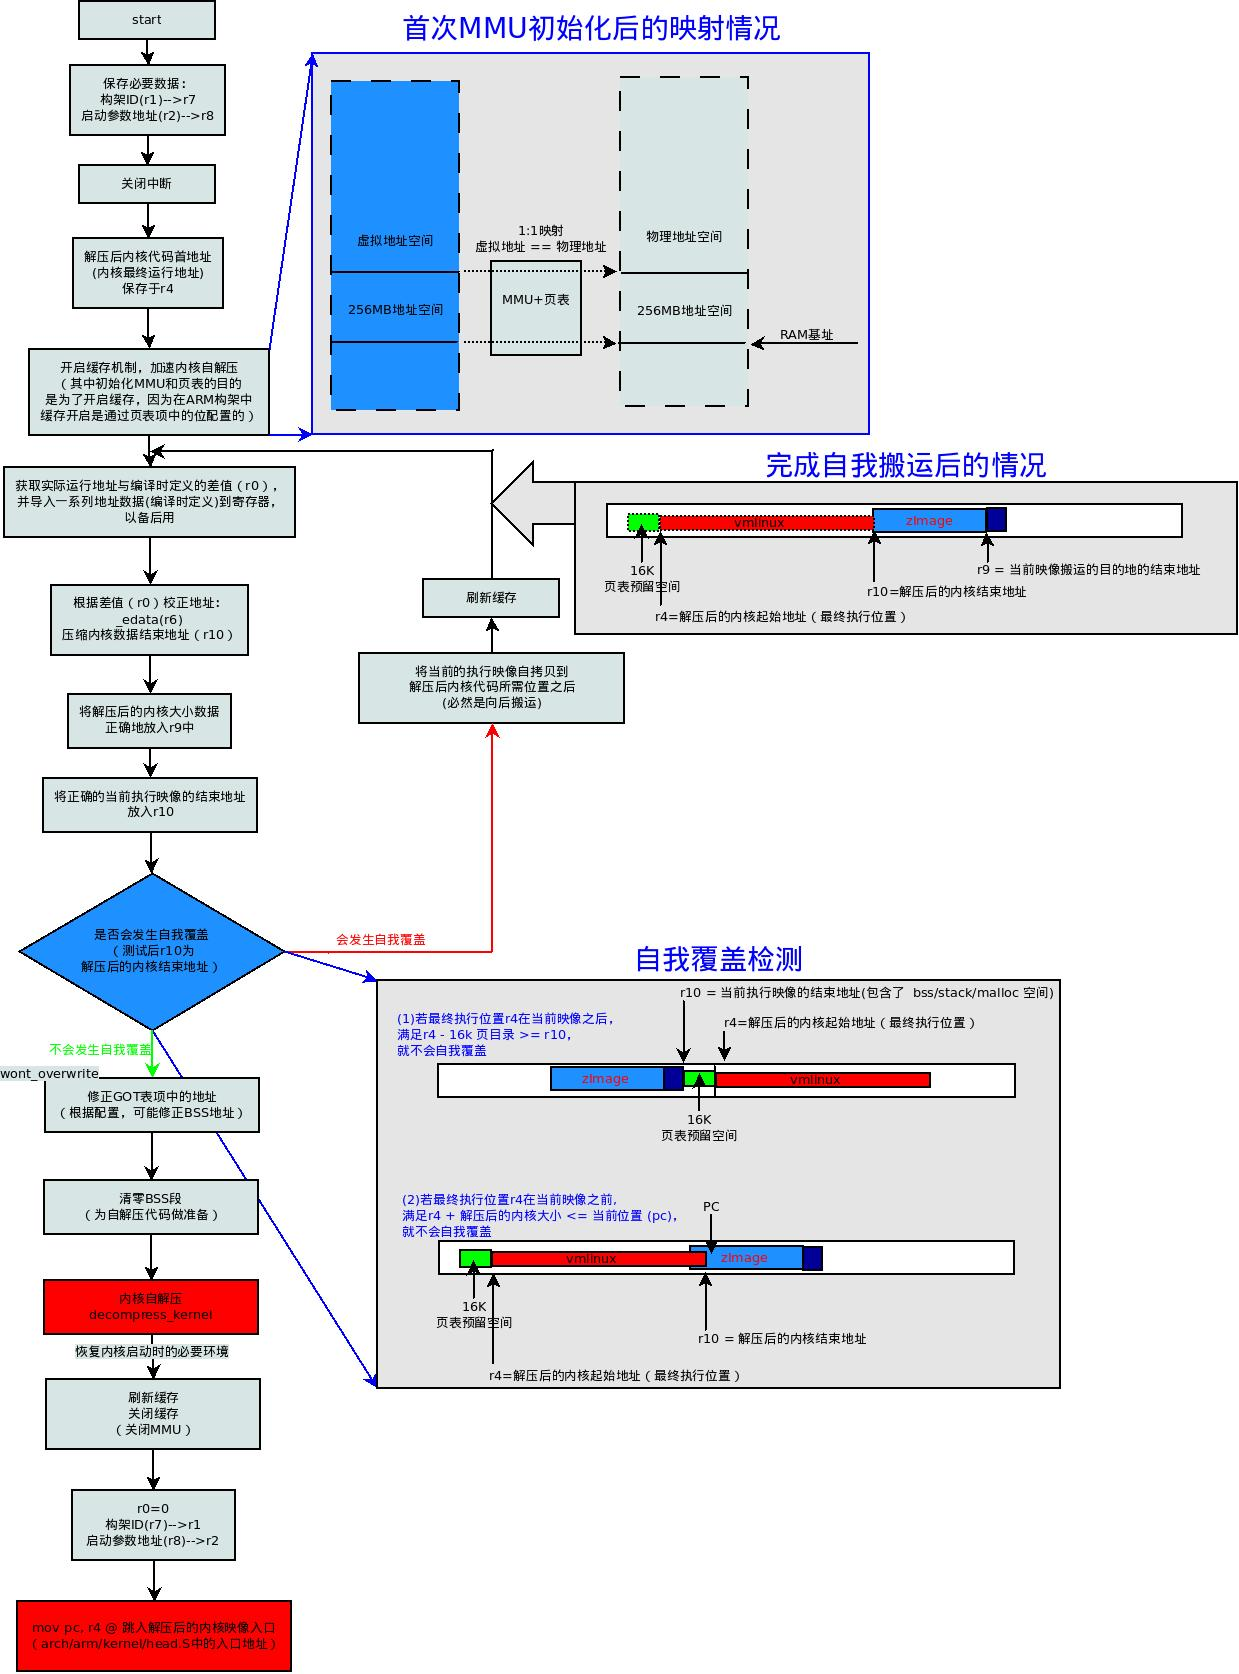 start
首次MMU初始化后的映射情况
保存必要数据：
构架ID(r1)-->r7
启动参数地址(r2)-->r8
关闭中断
解压后内核代码首地址
(内核最终运行地址)
保存于r4
开启缓存机制，加速内核自解压
（其中初始化MMU和页表的目的
是为了开启缓存，因为在ARM构架中
缓存开启是通过页表项中的位配置的）
虚拟地址空间
256MB地址空间
1:1映射
虚拟地址 == 物理地址
MMU+页表
物理地址空间
256MB地址空间
RAM基址
获取实际运行地址与编译时定义的差值（r0），
并导入一系列地址数据(编译时定义)到寄存器，
以备后用
完成自我搬运后的情况
vmlinux
zImage
16K
页表预留空间
r9 = 当前映像搬运的目的地的结束地址
r10=解压后的内核结束地址
r4=解压后的内核起始地址（最终执行位置）
刷新缓存
根据差值（r0）校正地址：
_edata(r6)
压缩内核数据结束地址（r10）
将当前的执行映像自拷贝到
解压后内核代码所需位置之后
(必然是向后搬运)
将解压后的内核大小数据
正确地放入r9中
将正确的当前执行映像的结束地址
放入r10
是否会发生自我覆盖
（测试后r10为
解压后的内核结束地址）
会发生自我覆盖
不会发生自我覆盖
wont_overwrite
自我覆盖检测
r10 = 当前执行映像的结束地址(包含了 bss/stack/malloc 空间)
(1)若最终执行位置r4在当前映像之后，
满足r4 - 16k 页目录 >= r10，
就不会自我覆盖
r4=解压后的内核起始地址（最终执行位置）
zImage
vmlinux
16K
页表预留空间
(2)若最终执行位置r4在当前映像之前,
满足r4 + 解压后的内核大小 <= 当前位置 (pc)，
就不会自我覆盖
PC
vmlinux
zImage
16K
页表预留空间
r10 = 解压后的内核结束地址
r4=解压后的内核起始地址（最终执行位置）
修正GOT表项中的地址
（根据配置，可能修正BSS地址）
清零BSS段
（为自解压代码做准备）
内核自解压
decompress_kernel
恢复内核启动时的必要环境
刷新缓存
关闭缓存
（关闭MMU）
r0=0
构架ID(r7)-->r1
启动参数地址(r8)-->r2
mov pc, r4 @ 跳入解压后的内核映像入口
（arch/arm/kernel/head.S中的入口地址）